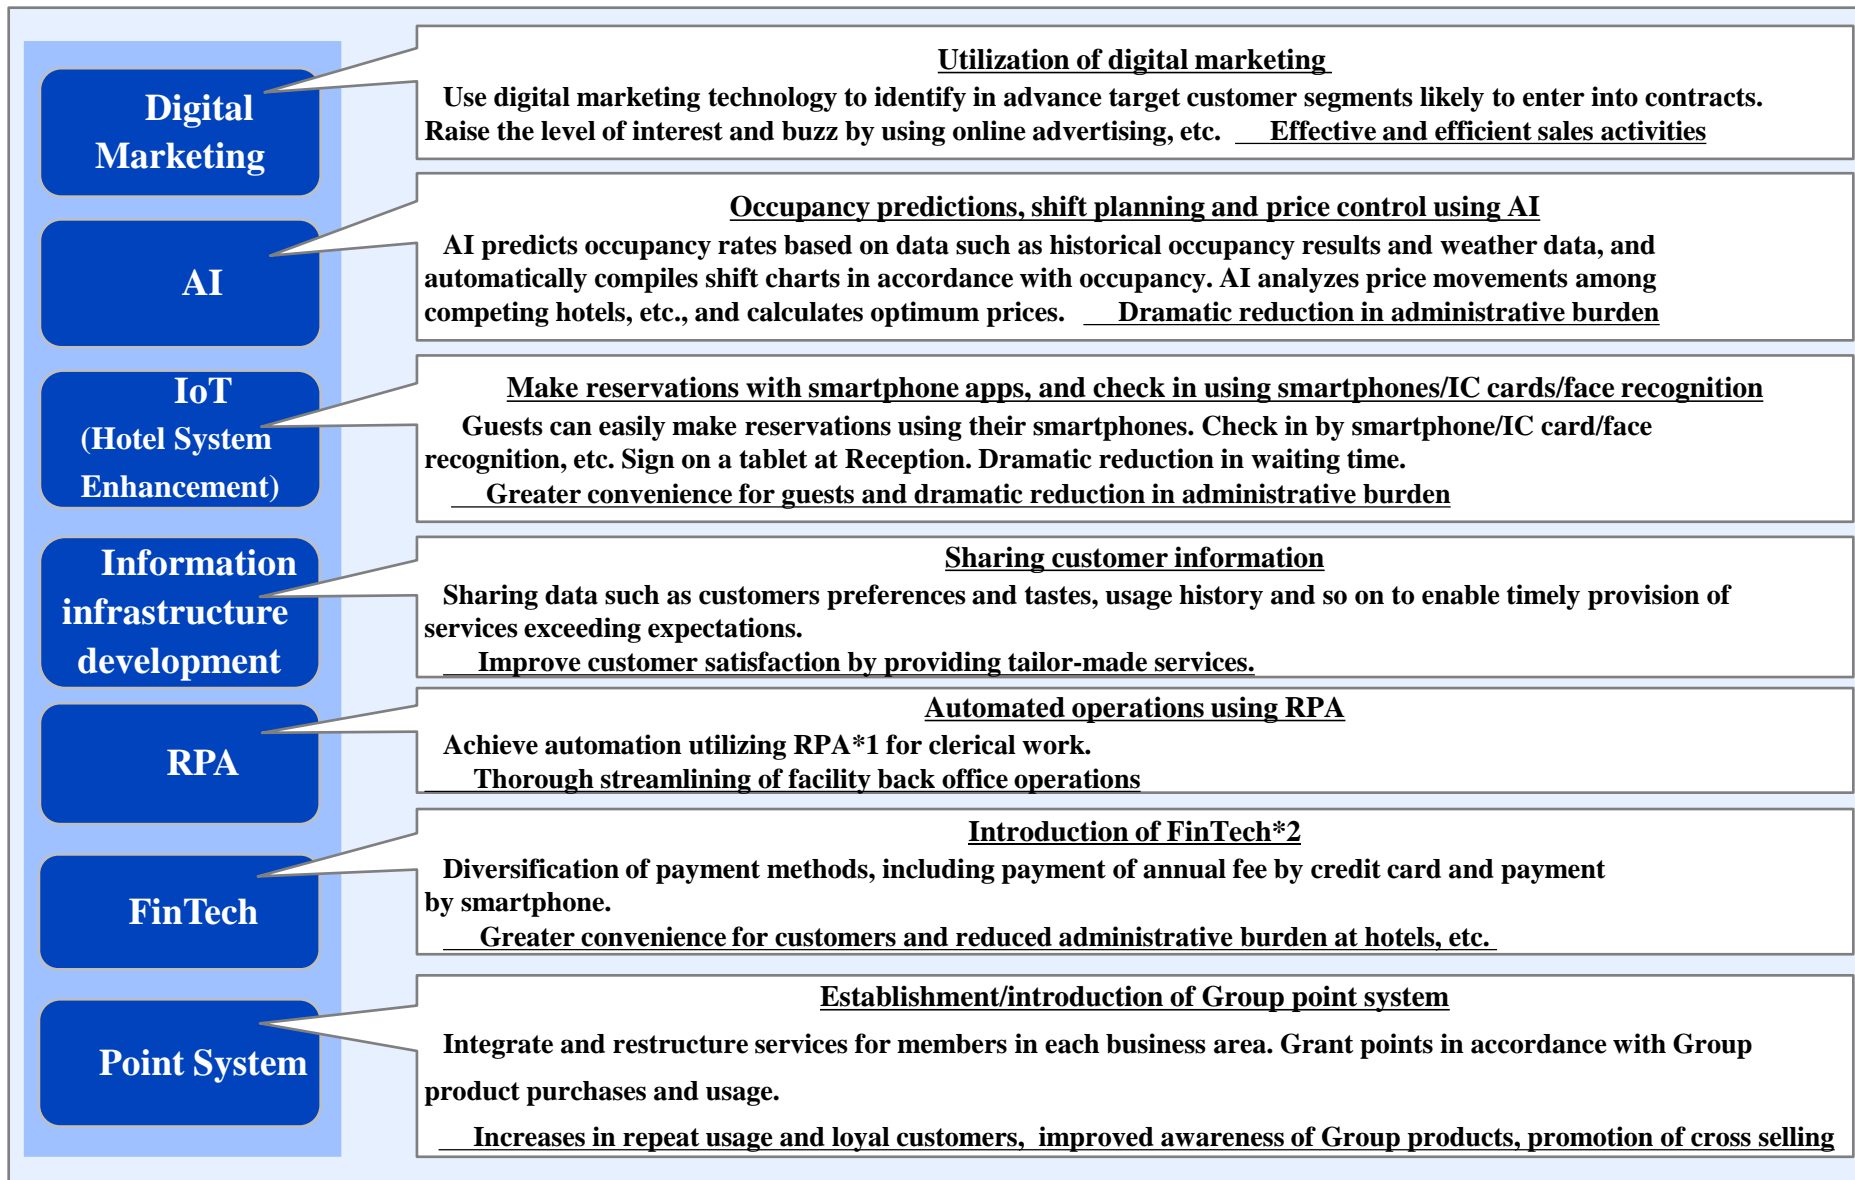 Digital
Marketing
Utilization of digital marketing
Use digital marketing technology to identify in advance target customer segments likely to enter into contracts.
Raise the level of interest and buzz by using online advertising, etc. Effective and efficient sales activities
AI
Occupancy predictions, shift planning and price control using AI
AI predicts occupancy rates based on data such as historical occupancy results and weather data, and
automatically compiles shift charts in accordance with occupancy. AI analyzes price movements among
competing hotels, etc., and calculates optimum prices. Dramatic reduction in administrative burden
IoT
(Hotel System
Enhancement)
Make reservations with smartphone apps, and check in using smartphones/IC cards/face recognition
Guests can easily make reservations using their smartphones. Check in by smartphone/IC card/face
recognition, etc. Sign on a tablet at Reception. Dramatic reduction in waiting time.
Greater convenience for guests and dramatic reduction in administrative burden
Information
infrastructure
development
Sharing customer information
Sharing data such as customers preferences and tastes, usage history and so on to enable timely provision of
services exceeding expectations.
Improve customer satisfaction by providing tailor-made services.
RPA
Automated operations using RPA
Achieve automation utilizing RPA*1 for clerical work.
Thorough streamlining of facility back office operations
FinTech
Introduction of FinTech*2
Diversification of payment methods, including payment of annual fee by credit card and payment
by smartphone.
Greater convenience for customers and reduced administrative burden at hotels, etc.
Point System
Establishment/introduction of Group point system
Integrate and restructure services for members in each business area. Grant points in accordance with Group
product purchases and usage.
Increases in repeat usage and loyal customers, improved awareness of Group products, promotion of cross selling